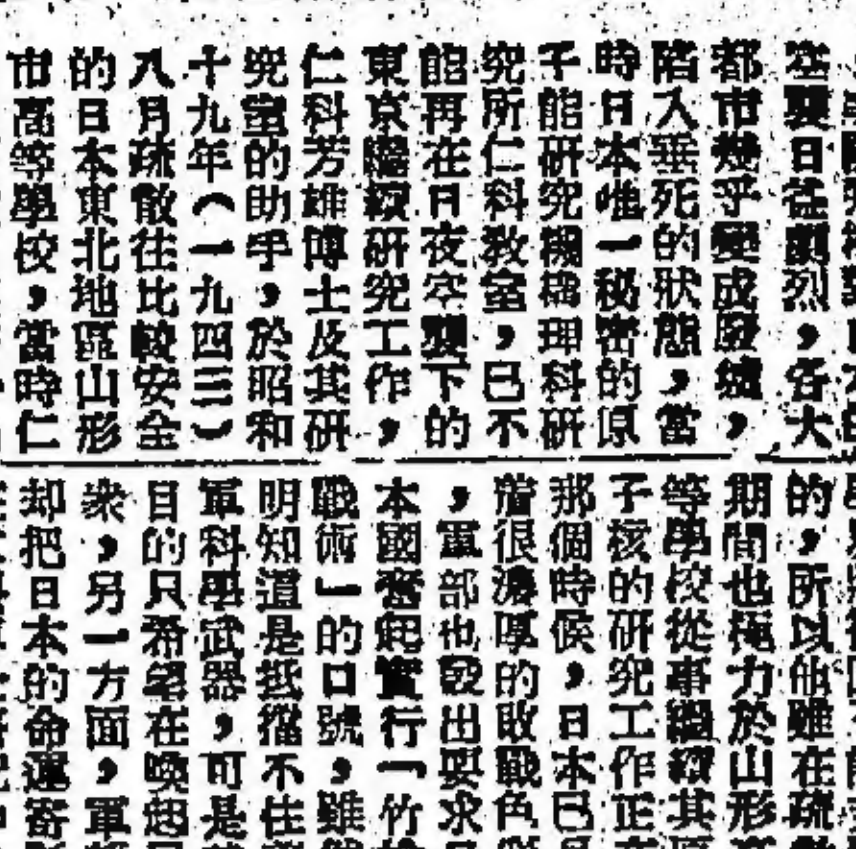 空襲日益劇烈，各大
都市幾乎變成廢墟，
陷入垂死的狀態，當
時日本唯一秘密的原
子能研究機構理科研
究所仁科教室，已不
能再在日夜空襲下的
東京繼續研究工作，
仁科芳雄博士及其研
究室的助手，於昭和
十九年（一九四三）
八月疏散往比較安全
的日本東北地區山形
市高等學校，當時仁
的，所以他雖在疏
期間也極力於山形
等學校從事繼續其
子核的研究工作正
那個時候，日本已
着很濃厚的敗戰色
，軍部也發出要求
本國奮起實行「竹
戰術」的口號，雖
明知道是抵擋不住
軍科學武器，可是
目的只希望在喚起
衆，另一方面，軍
却把日本的命運寄